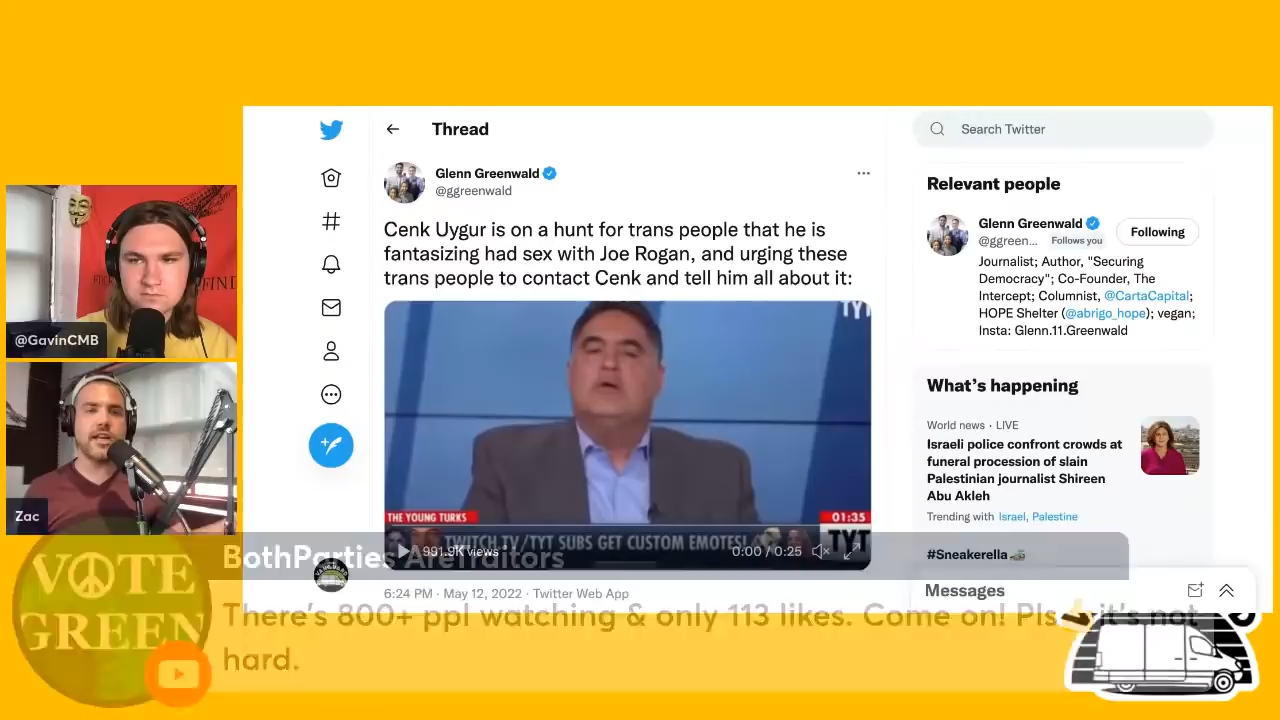 Thread
Search Twitter
Glenn Greenwald
@ggreenwald
Cenk Uygur is on a hunt for trans people that he is
fantasizing had sex with Joe Rogan, and urging these
trans people to contact Cenk and tell him all about it:
TYT
THE YOUNG TURKS
01:35
TWITCH.TV/TYT SUBS GET CUSTOM EMOTES!
TYT
991.9K views
0:00 / 0:25
6:24 PM · May 12, 2022 · Twitter Web App
Relevant people
Glenn Greenwald
@ggreen...
Follows you
Following
Journalist; Author, "Securing
Democracy"; Co-Founder, The
Intercept; Columnist, @CartaCapital;
HOPE Shelter (@abrigo_hope); vegan;
Insta: Glenn.11.Greenwald
What's happening
World news · LIVE
Israeli police confront crowds at
funeral procession of slain
Palestinian journalist Shireen
Abu Akleh
Trending with Israel, Palestine
#Sneakerella
Messages
@GavinCMB
Zac
VOTE
GREEN
BothParties AreTraitors
There's 800+ ppl watching & only 113 likes. Come on! Pls 👍 it's not
hard.